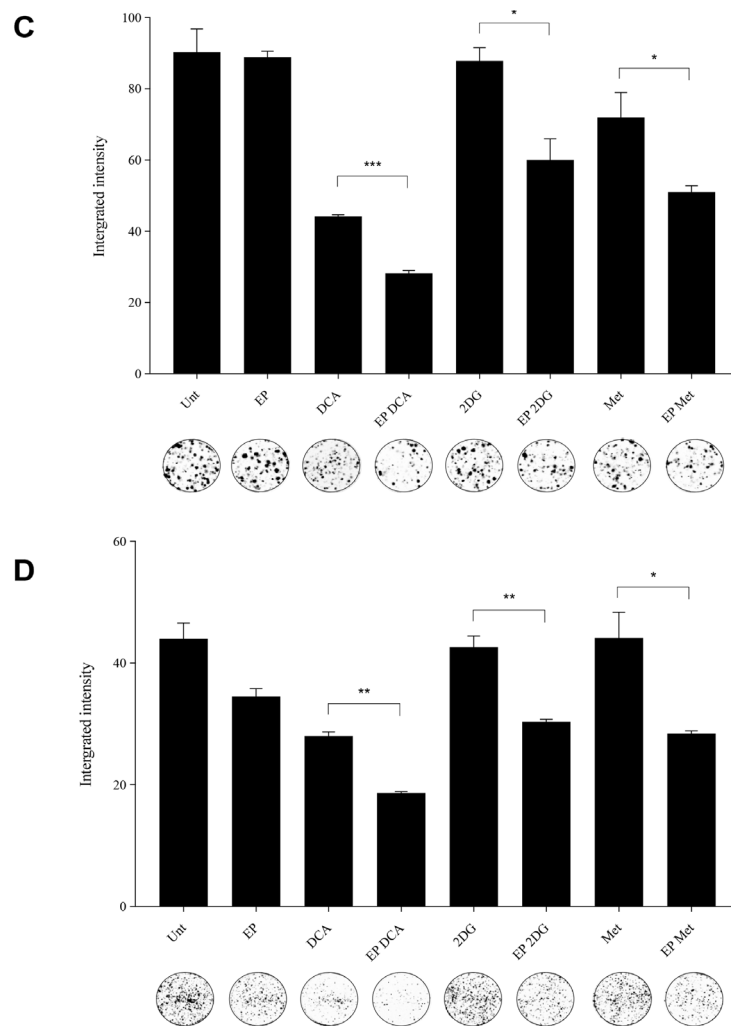 C
Intergrated intensity
100
80
60
40
20
0
***
*
*
Unt
EP
DCA
EP DCA
2DG
EP 2DG
Met
EP Met
D
Intergrated intensity
60
40
20
0
**
**
*
Unt
EP
DCA
EP DCA
2DG
EP 2DG
Met
EP Met